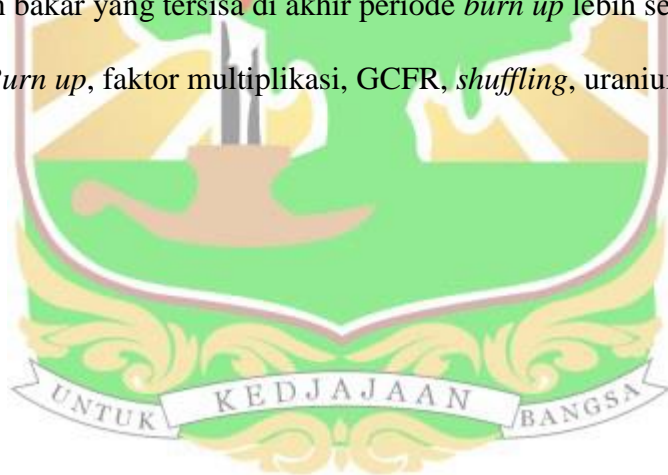 bakar yang tersisa di akhir periode burn up lebih se
urn up, faktor multiplikasi, GCFR, shuffling, uraniu
UNTUK KEDJAJAAN BANGSA